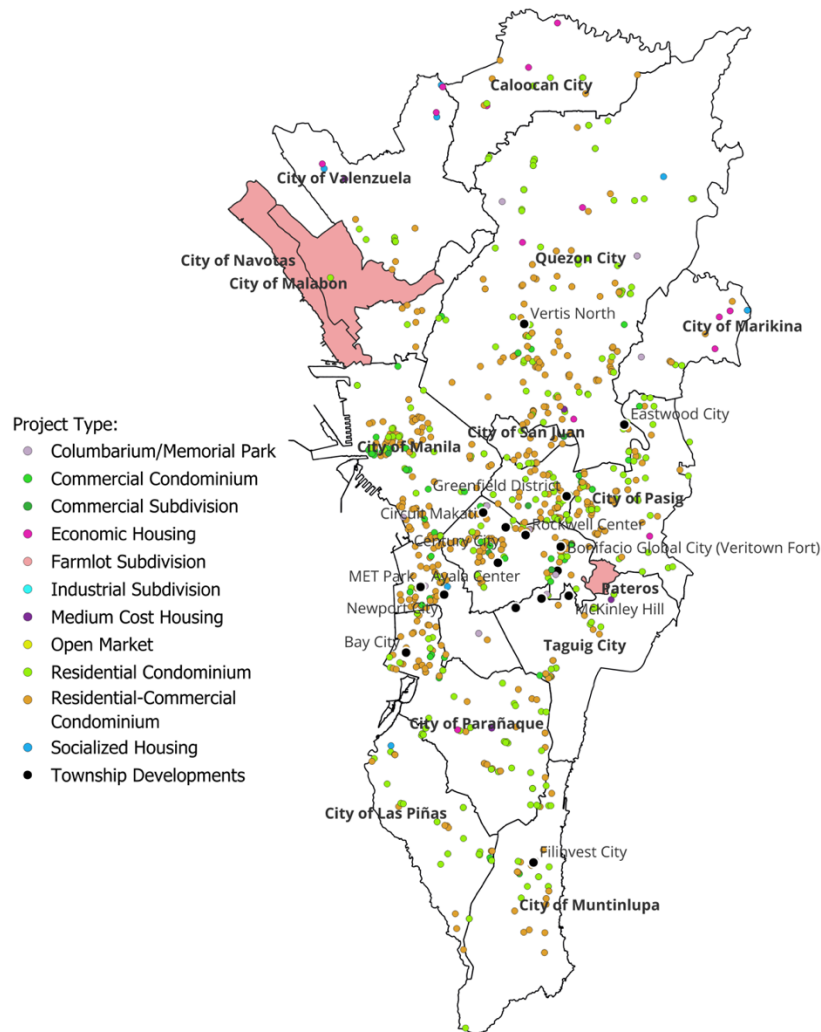 Caloocan City
City of Valenzuela
City of Navotas
City of Malabon
Quezon City
Vertis North
City of Marikina
Eastwood City
City of San Juan
City of Manila
Greenfield District
City of Pasig
Circuit Makati
Rockwell Center
Century City
Bonifacio Global City (Veritown Fort)
MET Park
Ayala Center
Pateros
Newport City
McKinley Hill
Bay City
Taguig City
City of Parañaque
City of Las Piñas
Filinvest City
City of Muntinlupa
Project Type:
Columbarium/Memorial Park
Commercial Condominium
Commercial Subdivision
Economic Housing
Farmlot Subdivision
Industrial Subdivision
Medium Cost Housing
Open Market
Residential Condominium
Residential-Commercial
Condominium
Socialized Housing
Township Developments